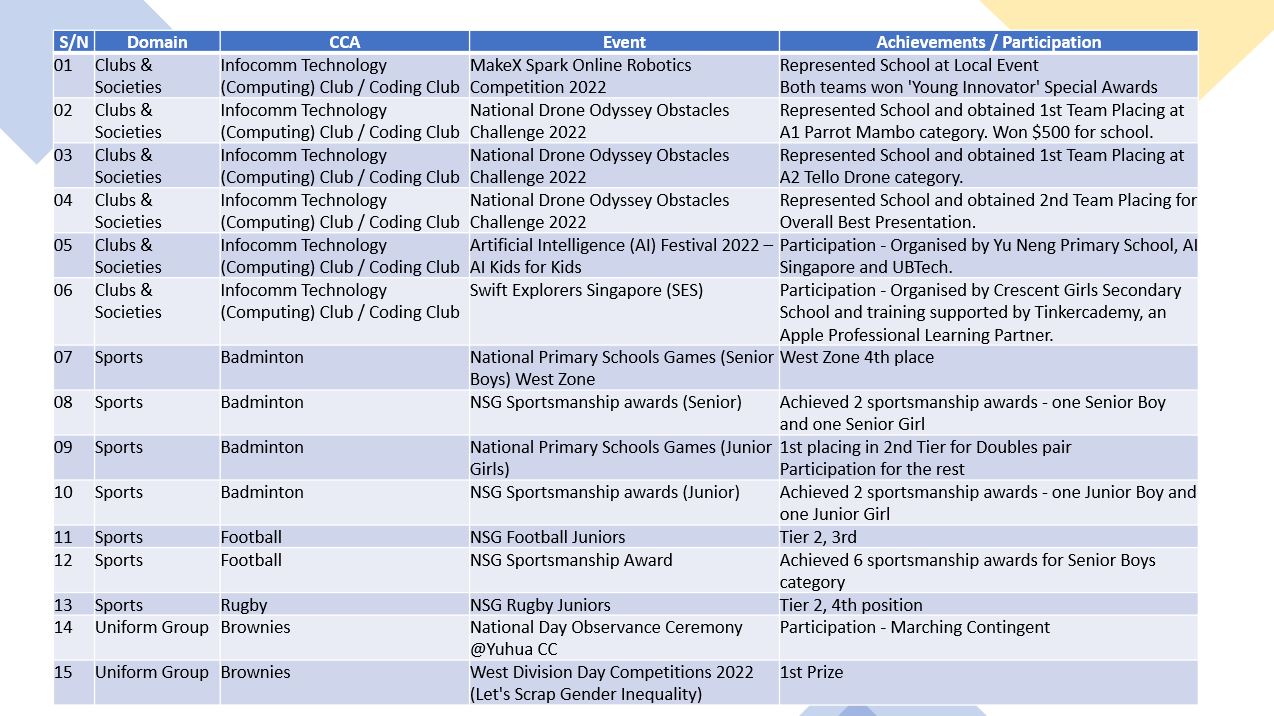 S/N Domain CCA Event Achievements / Participation
01 Clubs & Infocomm Technology MakeX Spark Online Robotics Represented School at Local Event
Societies (Computing) Club / Coding Club Competition 2022 Both teams won 'Young Innovator' Special Awards
02 Clubs & Infocomm Technology National Drone Odyssey Obstacles Represented School and obtained 1st Team Placing at
Societies (Computing) Club / Coding Club Challenge 2022 A1 Parrot Mambo category. Won $500 for school.
03 Clubs & Infocomm Technology National Drone Odyssey Obstacles Represented School and obtained 1st Team Placing at
Societies (Computing) Club / Coding Club Challenge 2022 A2 Tello Drone category.
04 Clubs & Infocomm Technology National Drone Odyssey Obstacles Represented School and obtained 2nd Team Placing for
Societies (Computing) Club / Coding Club Challenge 2022 Overall Best Presentation.
05 Clubs & Infocomm Technology Artificial Intelligence (AI) Festival 2022 – Participation - Organised by Yu Neng Primary School, AI
Societies (Computing) Club / Coding Club AI Kids for Kids Singapore and UBTech.
06 Clubs & Infocomm Technology Swift Explorers Singapore (SES) Participation - Organised by Crescent Girls Secondary
Societies (Computing) Club / Coding Club School and training supported by Tinkercademy, an
Apple Professional Learning Partner.
07 Sports Badminton National Primary Schools Games (Senior West Zone 4th place
Boys) West Zone
08 Sports Badminton NSG Sportsmanship awards (Senior) Achieved 2 sportsmanship awards - one Senior Boy
and one Senior Girl
09 Sports Badminton National Primary Schools Games (Junior 1st placing in 2nd Tier for Doubles pair
Girls) Participation for the rest
10 Sports Badminton NSG Sportsmanship awards (Junior) Achieved 2 sportsmanship awards - one Junior Boy and
one Junior Girl
11 Sports Football NSG Football Juniors Tier 2, 3rd
12 Sports Football NSG Sportsmanship Award Achieved 6 sportsmanship awards for Senior Boys
category
13 Sports Rugby NSG Rugby Juniors Tier 2, 4th position
14 Uniform Group Brownies National Day Observance Ceremony Participation - Marching Contingent
@Yuhua CC
15 Uniform Group Brownies West Division Day Competitions 2022 1st Prize
(Let's Scrap Gender Inequality)